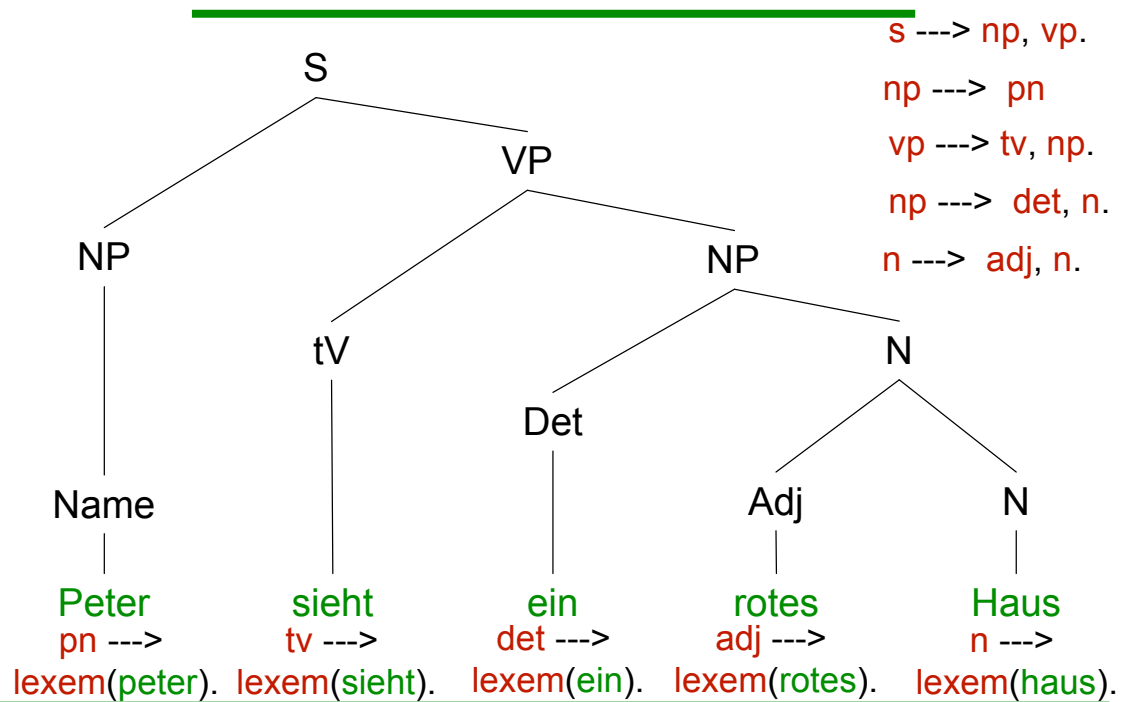 s ---> np, vp.
S
np ---> pn
vp ---> tv, np.
VP
np ---> det, n.
NP
NP
n ---> adj, n.
tV
N
Det
Name
Adj
N
Peter sieht ein rotes Haus
pn ---> tv ---> det ---> adj ---> n --->
lexem(peter). lexem(sieht). lexem(ein). lexem(rotes). lexem(haus).